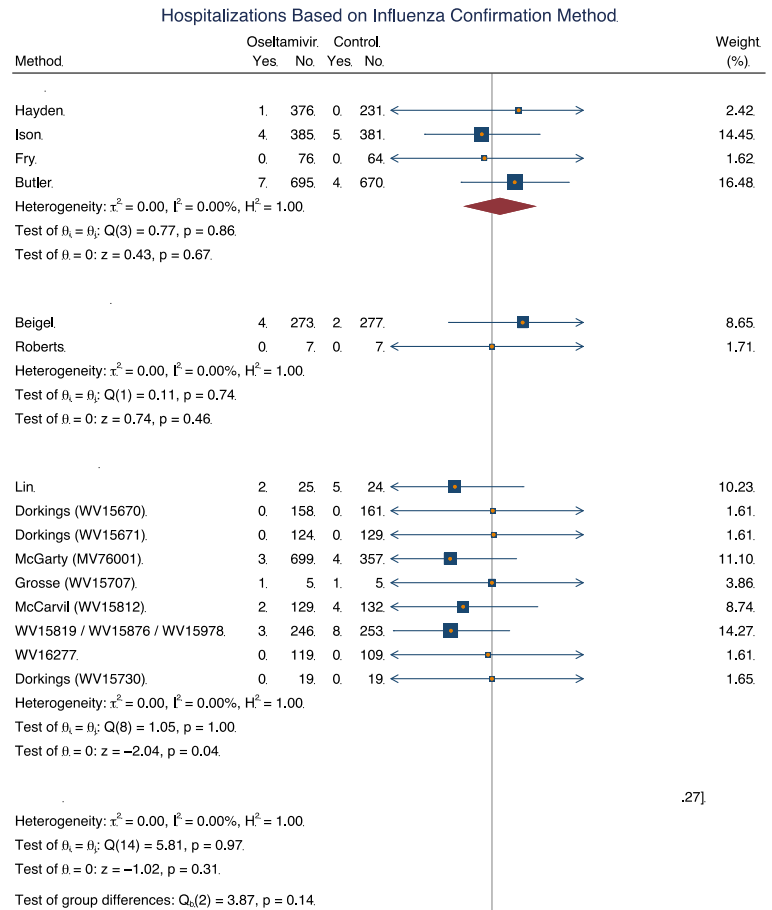 Hospitalizations Based on Influenza Confirmation Method
Oseltamivir Control Weight
Method Yes No Yes No (%)
Hayden 1 376 0 231 2.42
Ison 4 385 5 381 14.45
Fry 0 76 0 64 1.62
Butler 7 695 4 670 16.48
Heterogeneity: τ² = 0.00, I² = 0.00%, H² = 1.00
Test of θᵢ = θⱼ: Q(3) = 0.77, p = 0.86
Test of θ = 0: z = 0.43, p = 0.67
Beigel 4 273 2 277 8.65
Roberts 0 7 0 7 1.71
Heterogeneity: τ² = 0.00, I² = 0.00%, H² = 1.00
Test of θᵢ = θⱼ: Q(1) = 0.11, p = 0.74
Test of θ = 0: z = 0.74, p = 0.46
Lin 2 25 5 24 10.23
Dorkings (WV15670) 0 158 0 161 1.61
Dorkings (WV15671) 0 124 0 129 1.61
McGarty (MV76001) 3 699 4 357 11.10
Grosse (WV15707) 1 5 1 5 3.86
McCarvil (WV15812) 2 129 4 132 8.74
WV15819 / WV15876 / WV15978 3 246 8 253 14.27
WV16277 0 119 0 109 1.61
Dorkings (WV15730) 0 19 0 19 1.65
Heterogeneity: τ² = 0.00, I² = 0.00%, H² = 1.00
Test of θᵢ = θⱼ: Q(8) = 1.05, p = 1.00
Test of θ = 0: z = −2.04, p = 0.04
.27]
Heterogeneity: τ² = 0.00, I² = 0.00%, H² = 1.00
Test of θᵢ = θⱼ: Q(14) = 5.81, p = 0.97
Test of θ = 0: z = −1.02, p = 0.31
Test of group differences: Q_b(2) = 3.87, p = 0.14